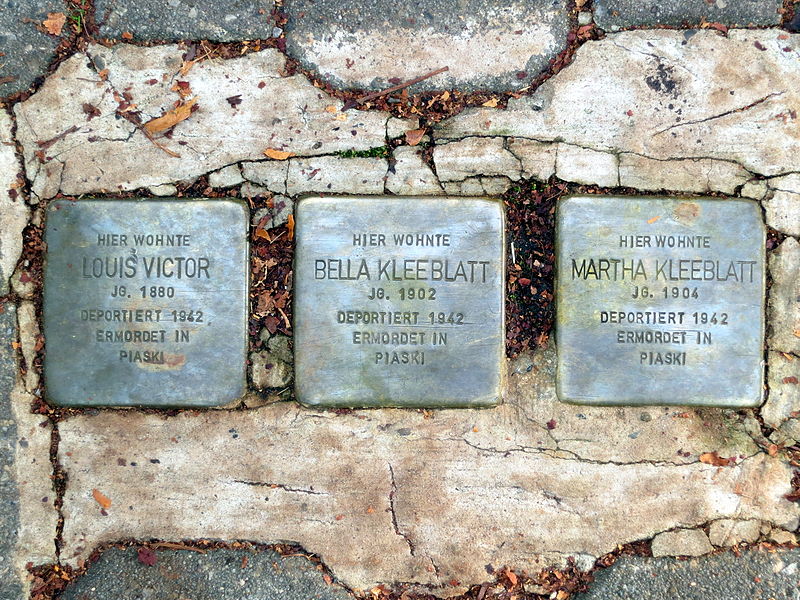 HIER WOHNTE
LOUIS VICTOR
JG. 1880
DEPORTIERT 1942
ERMORDET IN
PIASKI
HIER WOHNTE
BELLA KLEEBLATT
JG. 1902
DEPORTIERT 1942
ERMORDET IN
PIASKI
HIER WOHNTE
MARTHA KLEEBLATT
JG. 1904
DEPORTIERT 1942
ERMORDET IN
PIASKI